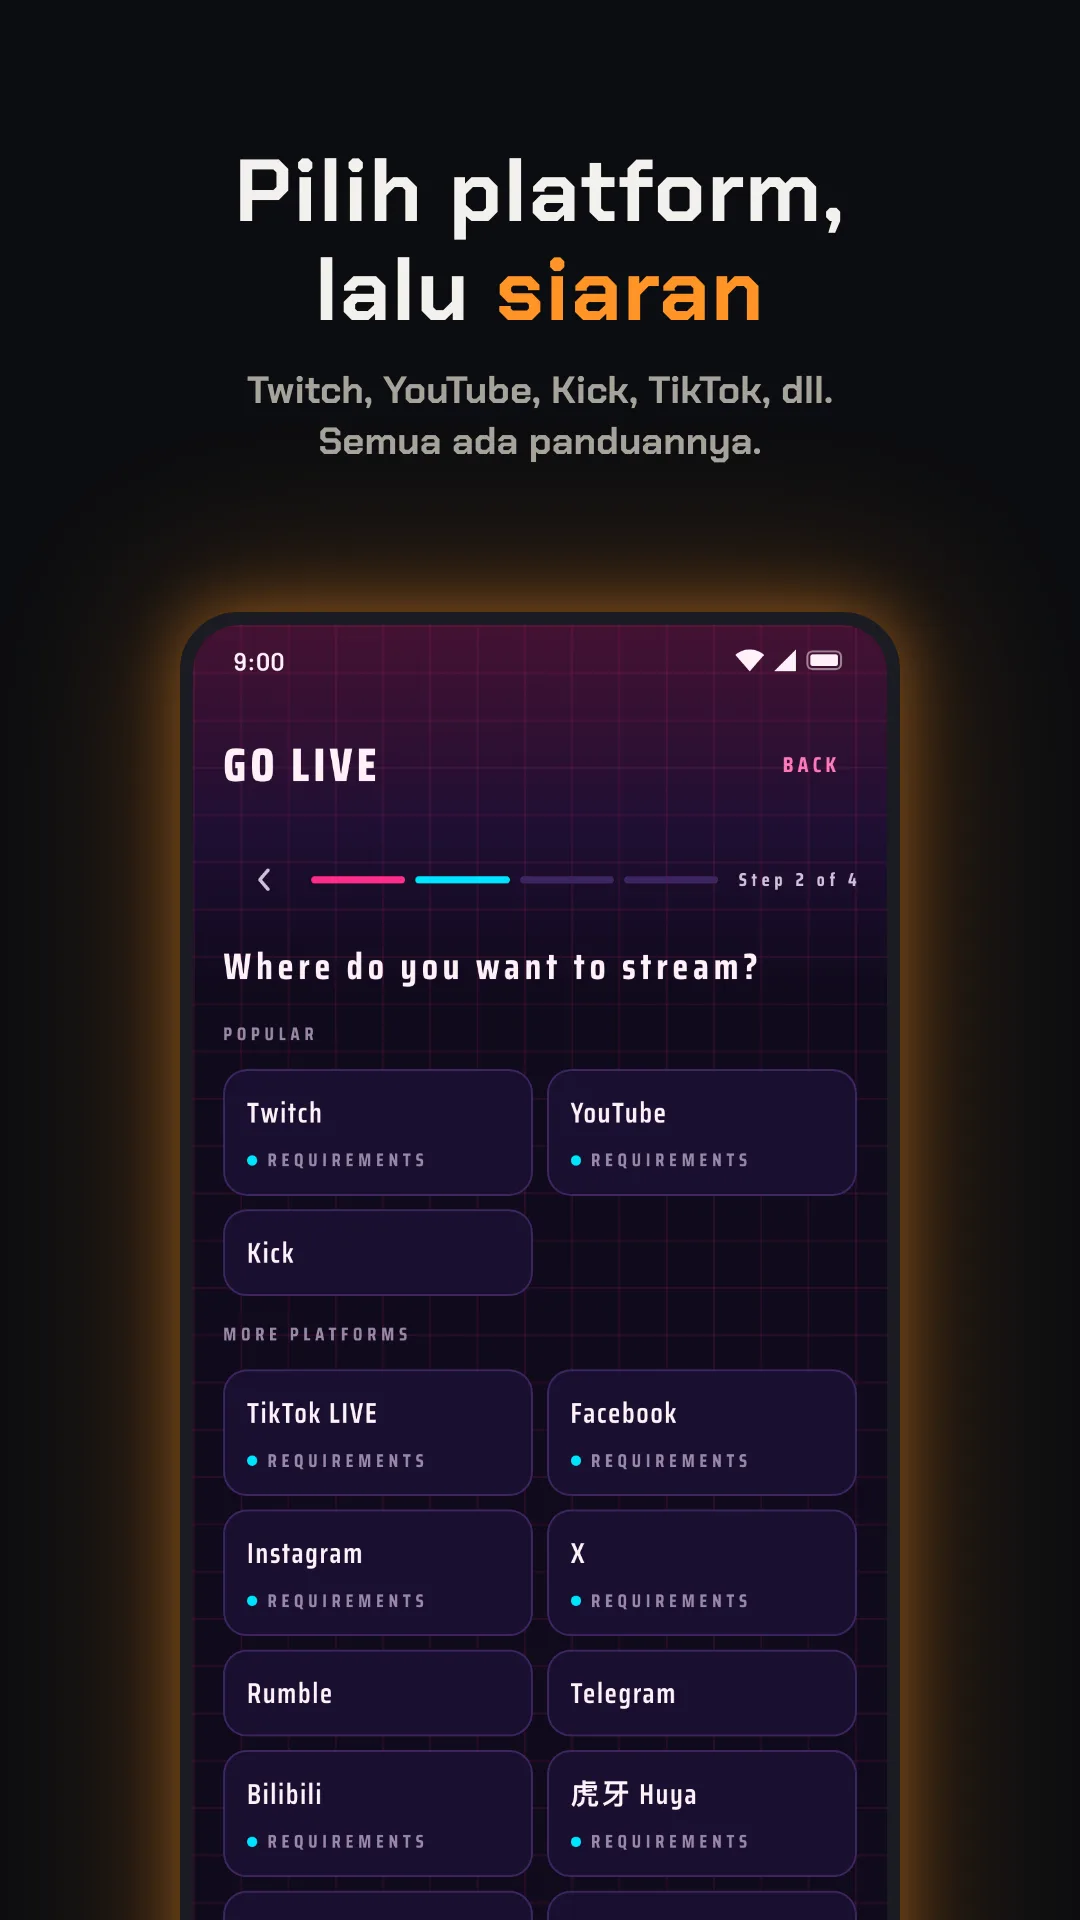 Pilih platform,
lalu siaran
Twitch, YouTube, Kick, TikTok, dll.
Semua ada panduannya.
9:00
GO LIVE
BACK
Step 2 of 4
Where do you want to stream?
POPULAR
Twitch
REQUIREMENTS
YouTube
REQUIREMENTS
Kick
MORE PLATFORMS
TikTok LIVE
REQUIREMENTS
Facebook
REQUIREMENTS
Instagram
REQUIREMENTS
X
REQUIREMENTS
Rumble
Telegram
Bilibili
REQUIREMENTS
虎牙 Huya
REQUIREMENTS